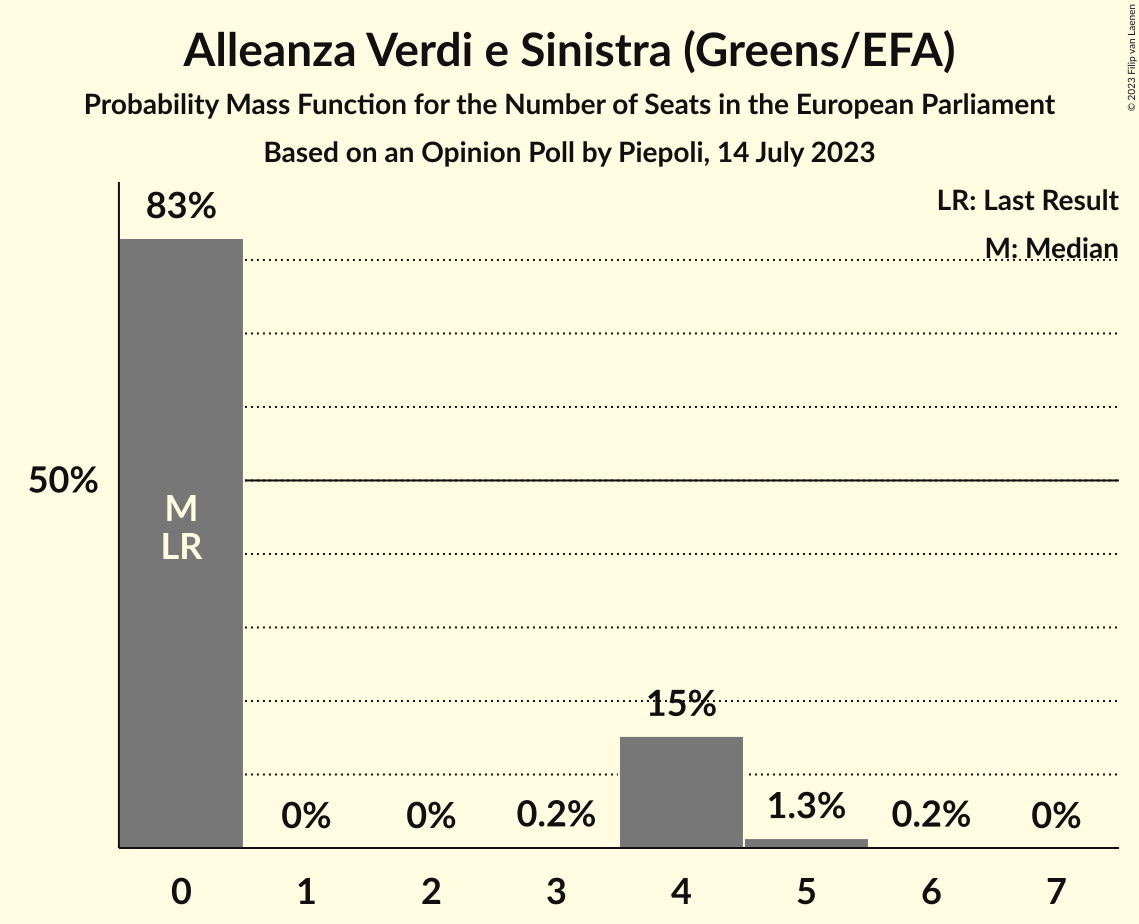 Alleanza Verdi e Sinistra (Greens/EFA)
Probability Mass Function for the Number of Seats in the European Parliament
Based on an Opinion Poll by Piepoli, 14 July 2023
© 2023 Filip van Laenen
LR: Last Result
M: Median
83%
50%
M
LR
0%
0%
0.2%
15%
1.3%
0.2%
0%
0
1
2
3
4
5
6
7